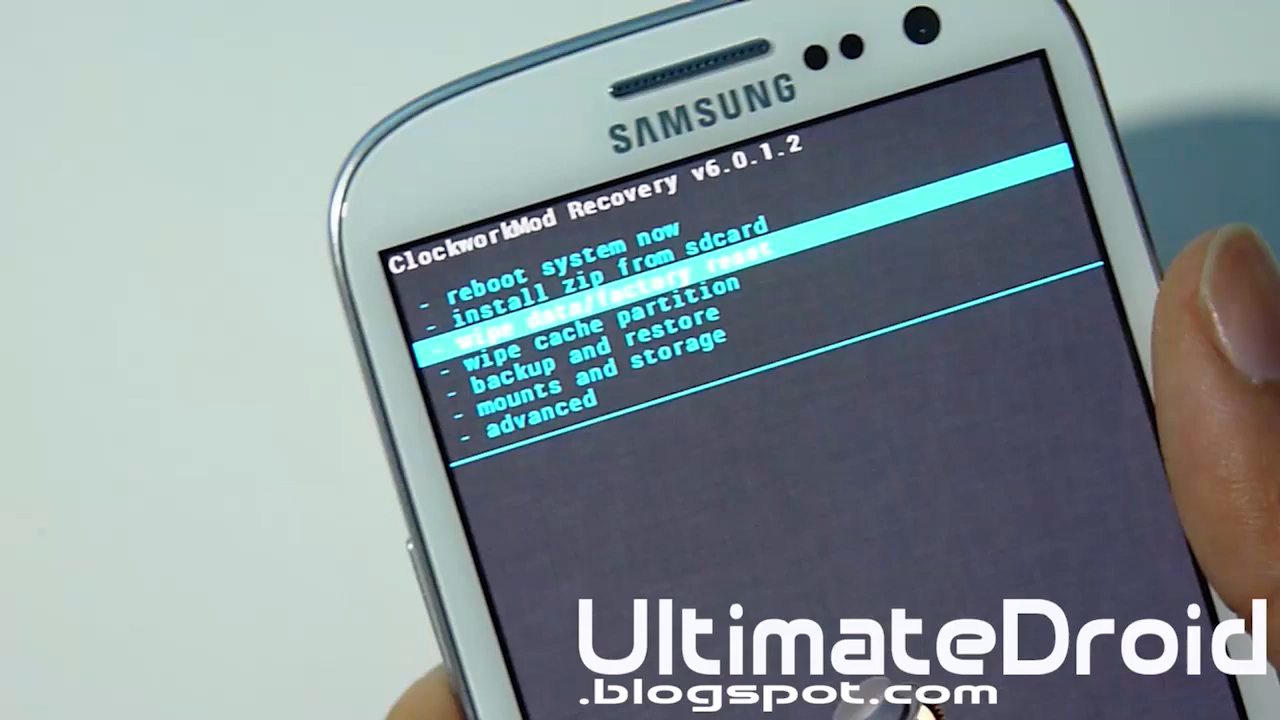 SAMSUNG
ClockworkMod Recovery v6.0.1.2
- reboot system now
- install zip from sdcard
- wipe data/factory reset
- wipe cache partition
- backup and restore
- mounts and storage
- advanced
UltimateDroid
.blogspot.com